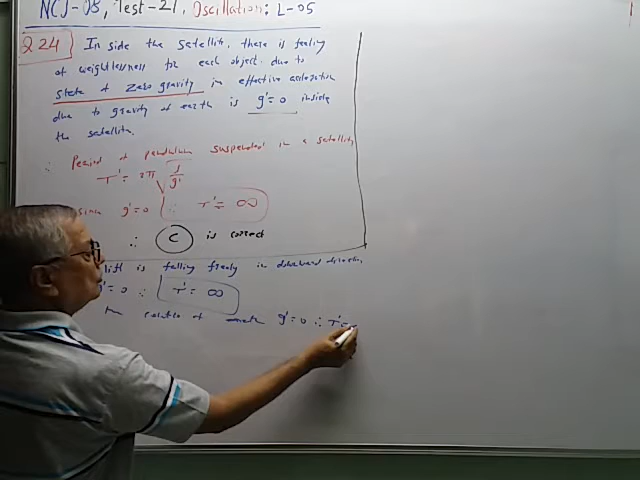 NCJ-08, Test-21, Oscillation: L-05
Q 24) In side the satellite, there is feeling
of weightlessness for each object due to
state of zero gravity in effective acceleration
due to gravity of earth is g'=0 inside
the satellite.
∴ Period of pendulum suspended in a satellite,
T' = 2π √(l/g')
since g'=0 ∴ T' = ∞
∴ C is correct
lift is falling freely in downward direction,
g'=0 ∴ T' = ∞
the centre of earth g'=0 ∴ T'=